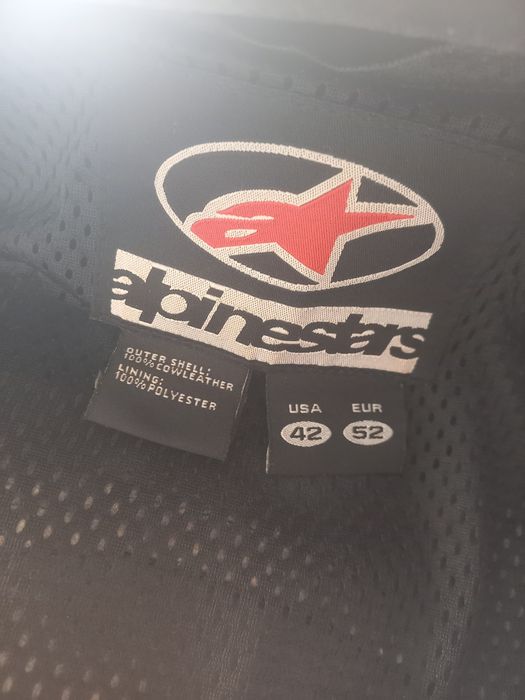 a
alpinestars
OUTER SHELL:
100% COWLEATHER
LINING:
100% POLYESTER
USA EUR
42 52